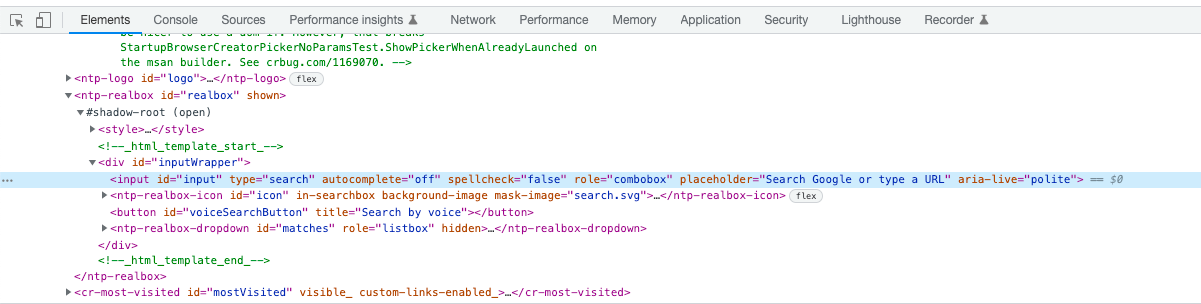 Elements Console Sources Performance insights Network Performance Memory Application Security Lighthouse Recorder
be nicer to use a dom-if. However, that breaks
StartupBrowserCreatorPickerNoParamsTest.ShowPickerWhenAlreadyLaunched on
the msan builder. See crbug.com/1169070. -->
<ntp-logo id="logo">…</ntp-logo> flex
<ntp-realbox id="realbox" shown>
#shadow-root (open)
<style>…</style>
<!--_html_template_start_-->
<div id="inputWrapper">
… <input id="input" type="search" autocomplete="off" spellcheck="false" role="combobox" placeholder="Search Google or type a URL" aria-live="polite"> == $0
<ntp-realbox-icon id="icon" in-searchbox background-image mask-image="search.svg">…</ntp-realbox-icon> flex
<button id="voiceSearchButton" title="Search by voice"></button>
<ntp-realbox-dropdown id="matches" role="listbox" hidden>…</ntp-realbox-dropdown>
</div>
<!--_html_template_end_-->
</ntp-realbox>
<cr-most-visited id="mostVisited" visible_ custom-links-enabled_>…</cr-most-visited>